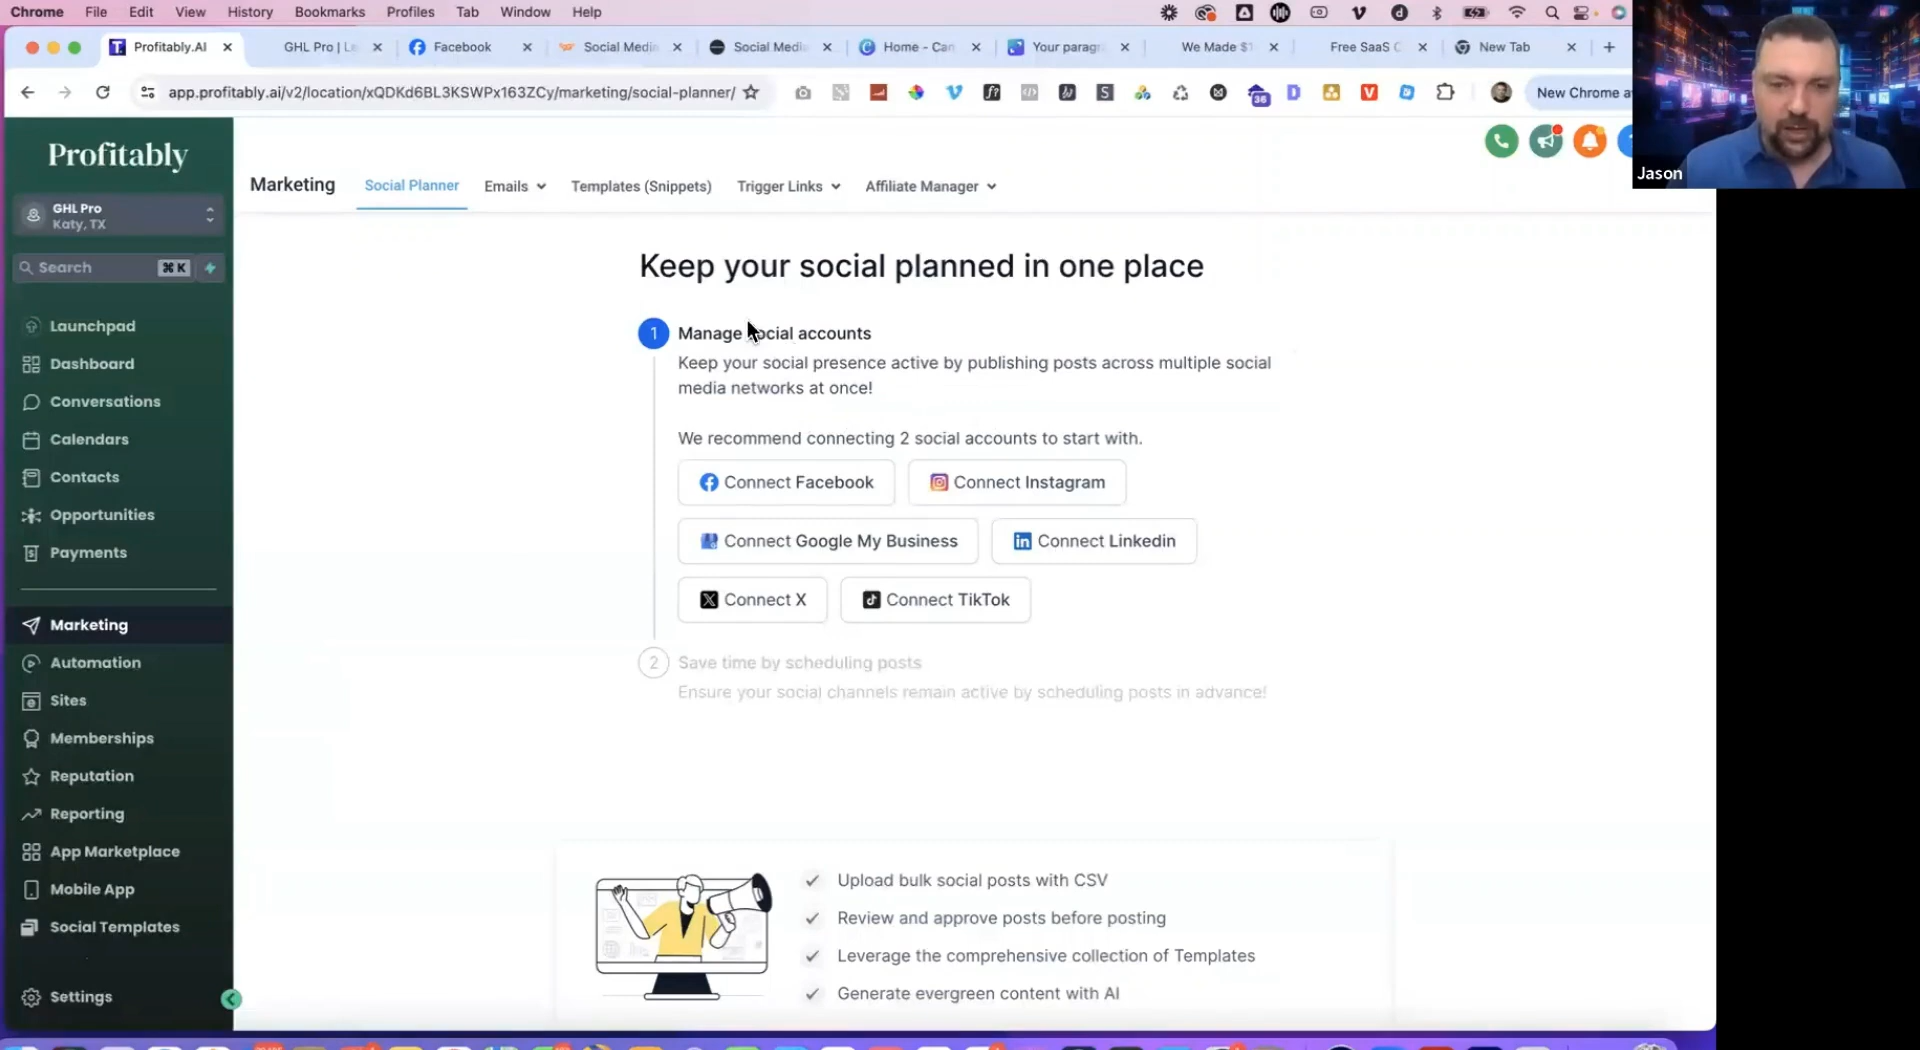 Chrome File Edit View History Bookmarks Profiles Tab Window Help
Profitably.AI GHL Pro | Le Facebook Social Medi Social Medi Home - Can Your paragr We Made $1 Free SaaS C New Tab
app.profitably.ai/v2/location/xQDKd6BL3KSWPx163ZCy/marketing/social-planner/
36
New Chrome av
Jason
Profitably
GHL Pro
Katy, TX
Search ⌘ K
Launchpad
Dashboard
Conversations
Calendars
Contacts
Opportunities
Payments
Marketing
Automation
Sites
Memberships
Reputation
Reporting
App Marketplace
Mobile App
Social Templates
Settings
Marketing Social Planner Emails Templates (Snippets) Trigger Links Affiliate Manager
Keep your social planned in one place
1 Manage social accounts
Keep your social presence active by publishing posts across multiple social
media networks at once!
We recommend connecting 2 social accounts to start with.
Connect Facebook Connect Instagram
Connect Google My Business Connect Linkedin
Connect X Connect TikTok
2 Save time by scheduling posts
Ensure your social channels remain active by scheduling posts in advance!
Upload bulk social posts with CSV
Review and approve posts before posting
Leverage the comprehensive collection of Templates
Generate evergreen content with AI